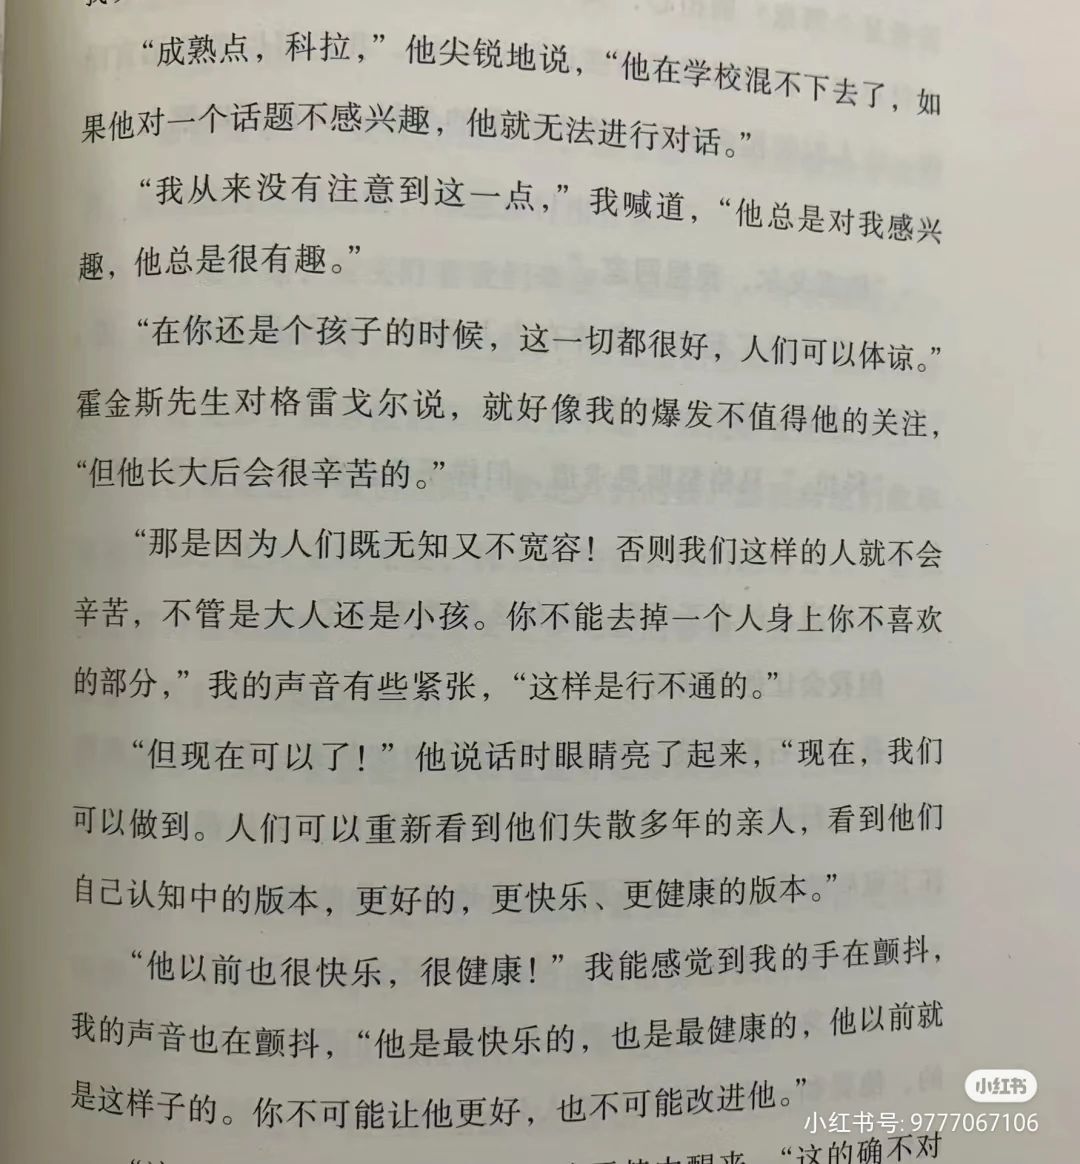 “成熟点，科拉，”他尖锐地说，“他在学校混不下去了，如
果他对一个话题不感兴趣，他就无法进行对话。”
“我从来没有注意到这一点，”我喊道，“他总是对我感兴
趣，他总是很有趣。”
“在你还是个孩子的时候，这一切都很好，人们可以体谅。”
霍金斯先生对格雷戈尔说，就好像我的爆发不值得他的关注，
“但他长大后会很辛苦的。”
“那是因为人们既无知又不宽容！否则我们这样的人就不会
辛苦，不管是大人还是小孩。你不能去掉一个人身上你不喜欢
的部分，”我的声音有些紧张，“这样是行不通的。”
“但现在可以了！”他说话时眼睛亮了起来，“现在，我们
可以做到。人们可以重新看到他们失散多年的亲人，看到他们
自己认知中的版本，更好的，更快乐、更健康的版本。”
“他以前也很快乐，很健康！”我能感觉到我的手在颤抖，
我的声音也在颤抖，“他是最快乐的，也是最健康的，他以前就
是这样子的。你不可能让他更好，也不可能改进他。”
醒来，“这的确不对
小红书
小红书号: 9777067106